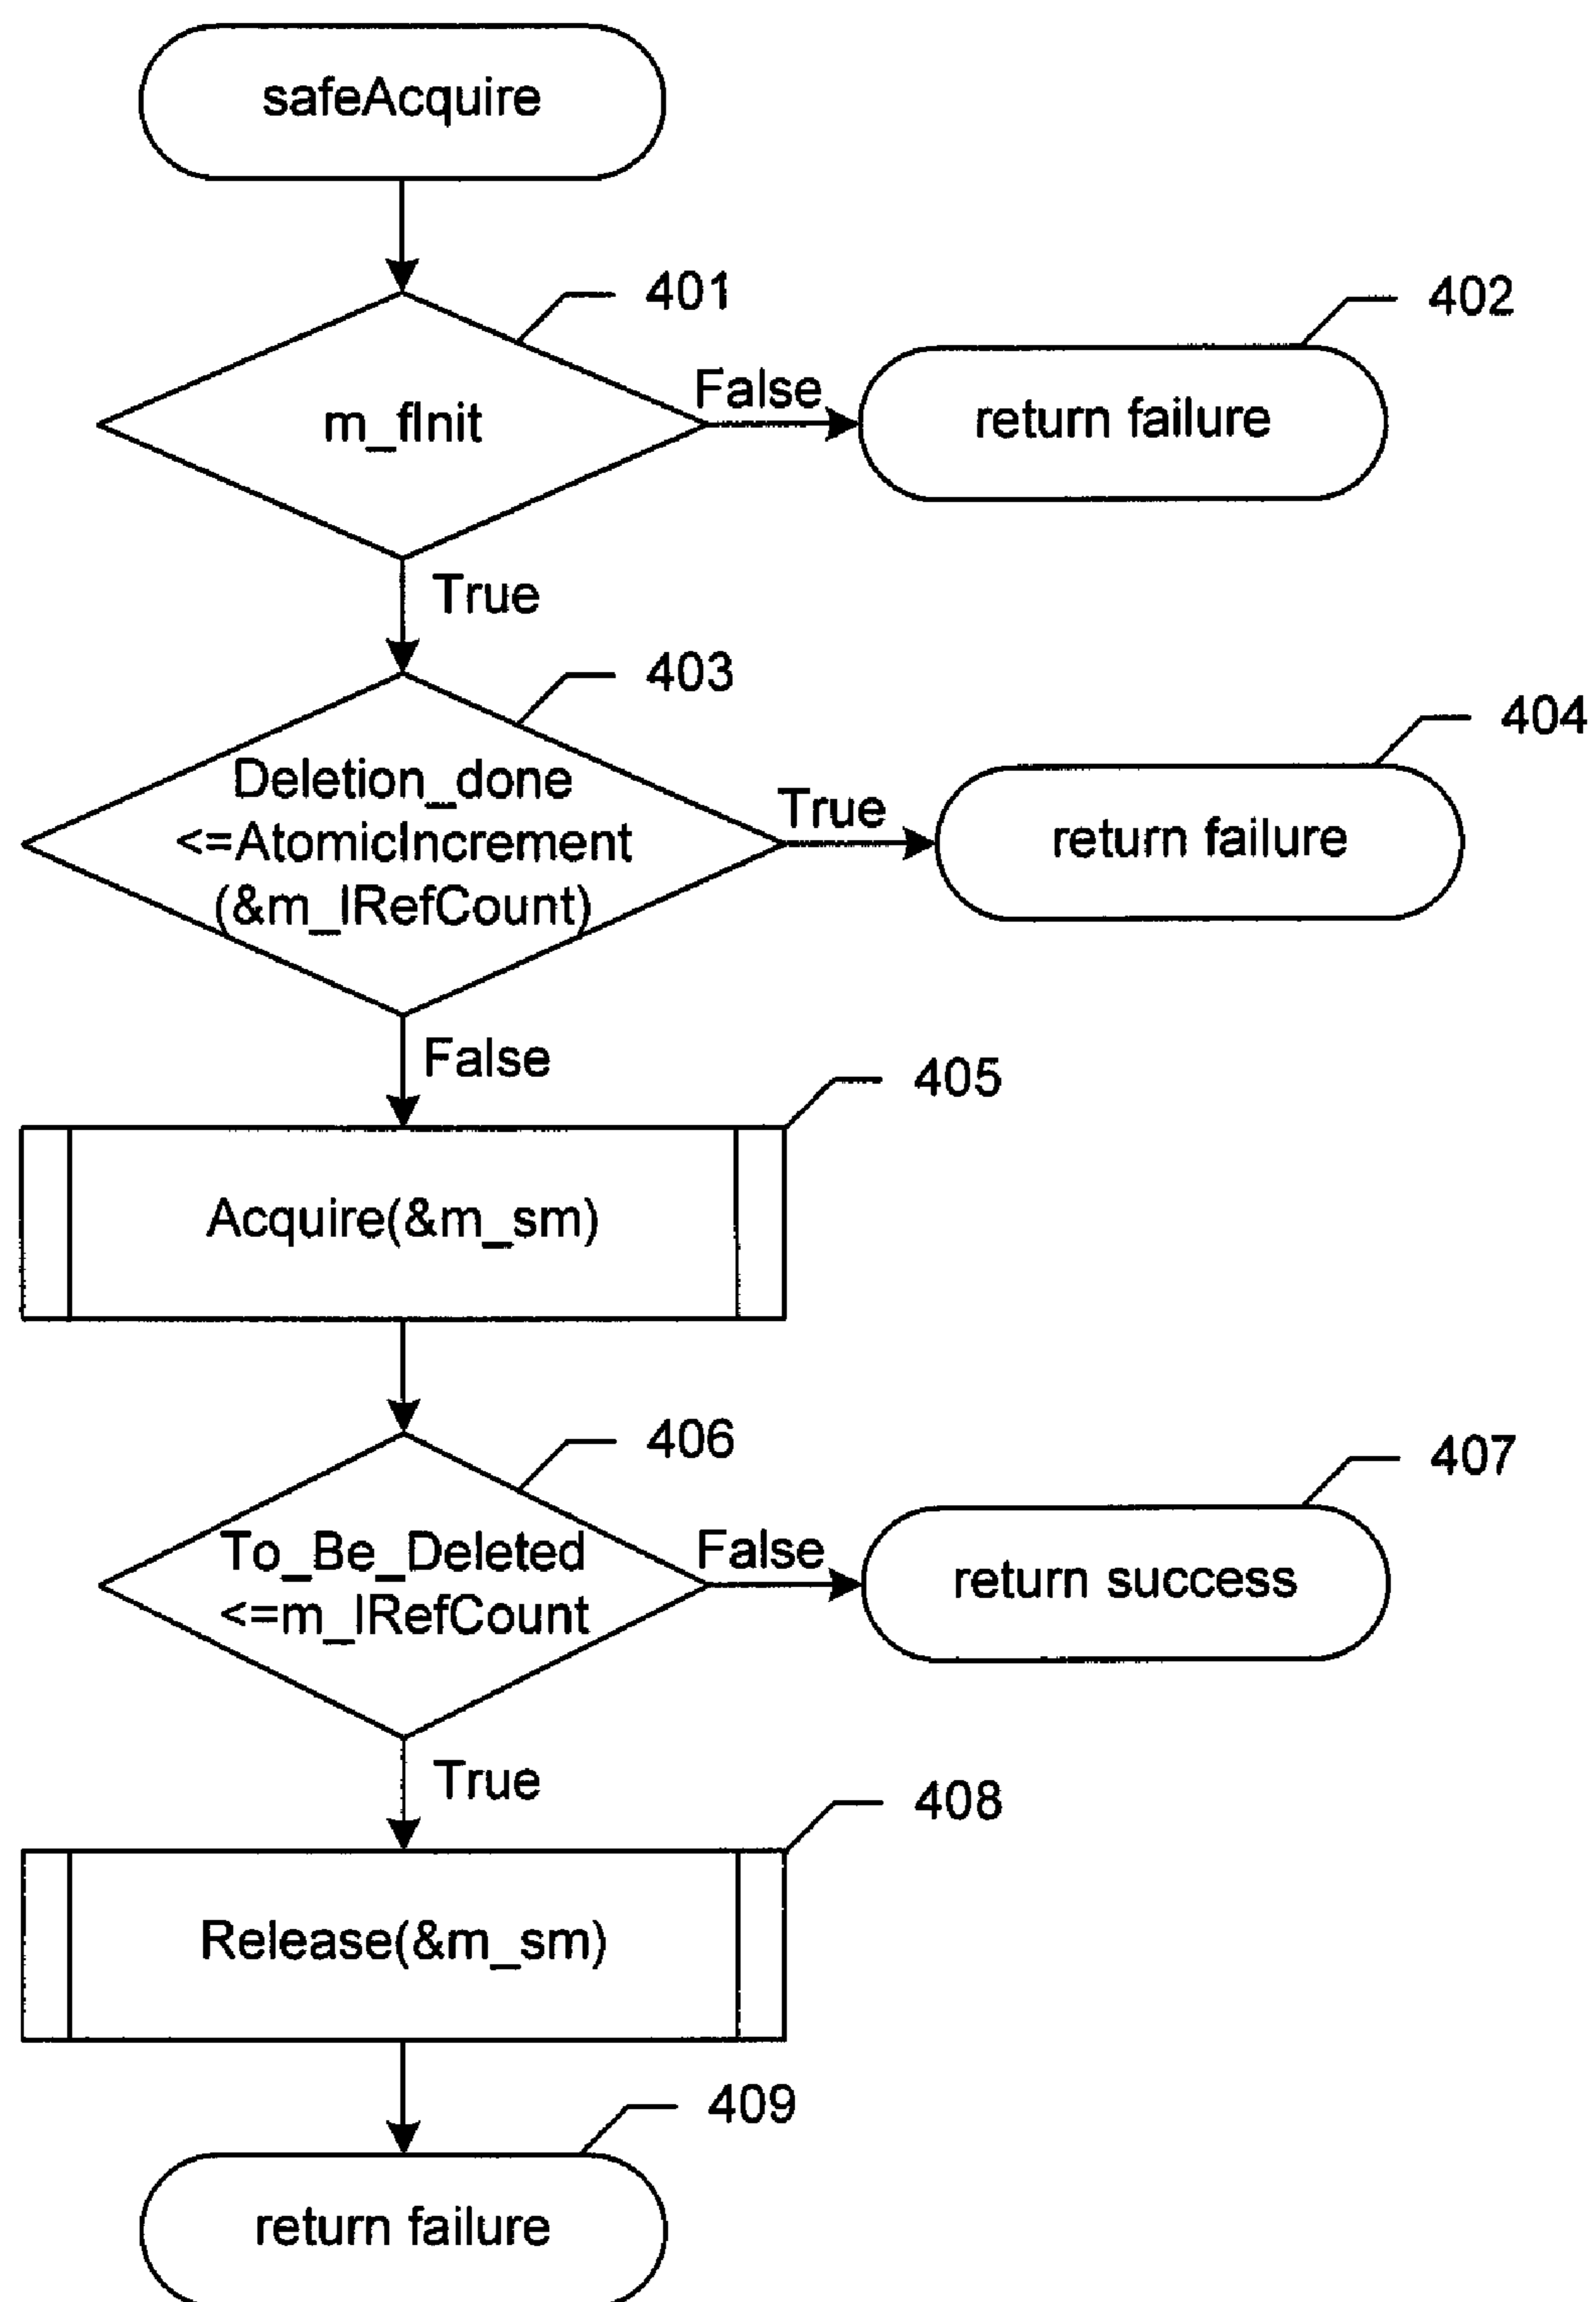 safeAcquire
401
402
m_fInit
False
return failure
True
403
404
Deletion_done
<=AtomicIncrement
(&m_lRefCount)
True
return failure
False
405
Acquire(&m_sm)
406
407
To_Be_Deleted
<=m_lRefCount
False
return success
True
408
Release(&m_sm)
409
return failure